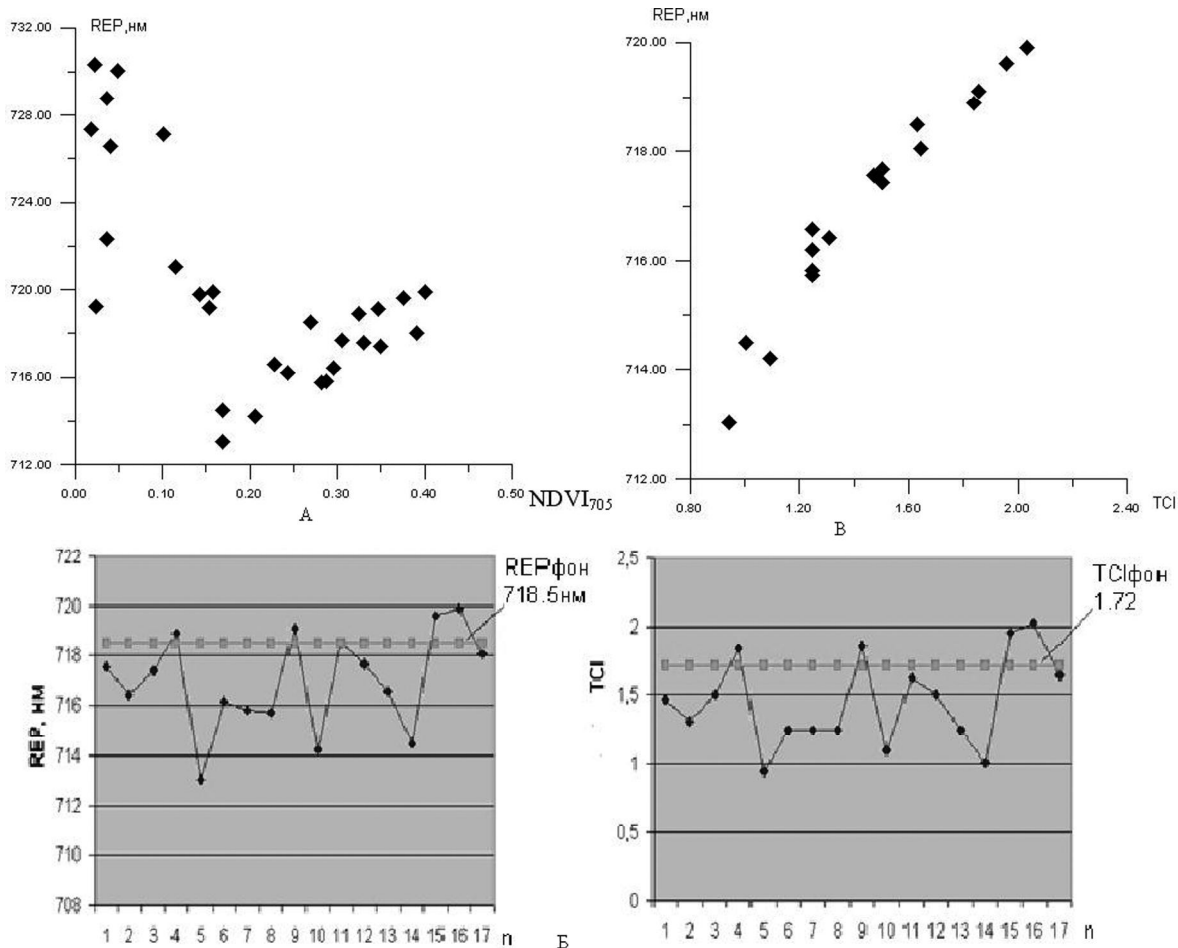 REP,нм
732.00
728.00
724.00
720.00
716.00
712.00
0.00 0.10 0.20 0.30 0.40 0.50
NDVI705
А
REP,нм
720.00
718.00
716.00
714.00
712.00
0.80 1.20 1.60 2.00 2.40
TCI
В
722
720
718
716
714
712
710
708
REP, нм
REPфон
718.5нм
1 2 3 4 5 6 7 8 9 10 11 12 13 14 15 16 17 n
Б
2,5
2
1,5
1
0,5
0
TCI
TCIфон
1.72
1 2 3 4 5 6 7 8 9 10 11 12 13 14 15 16 17 n